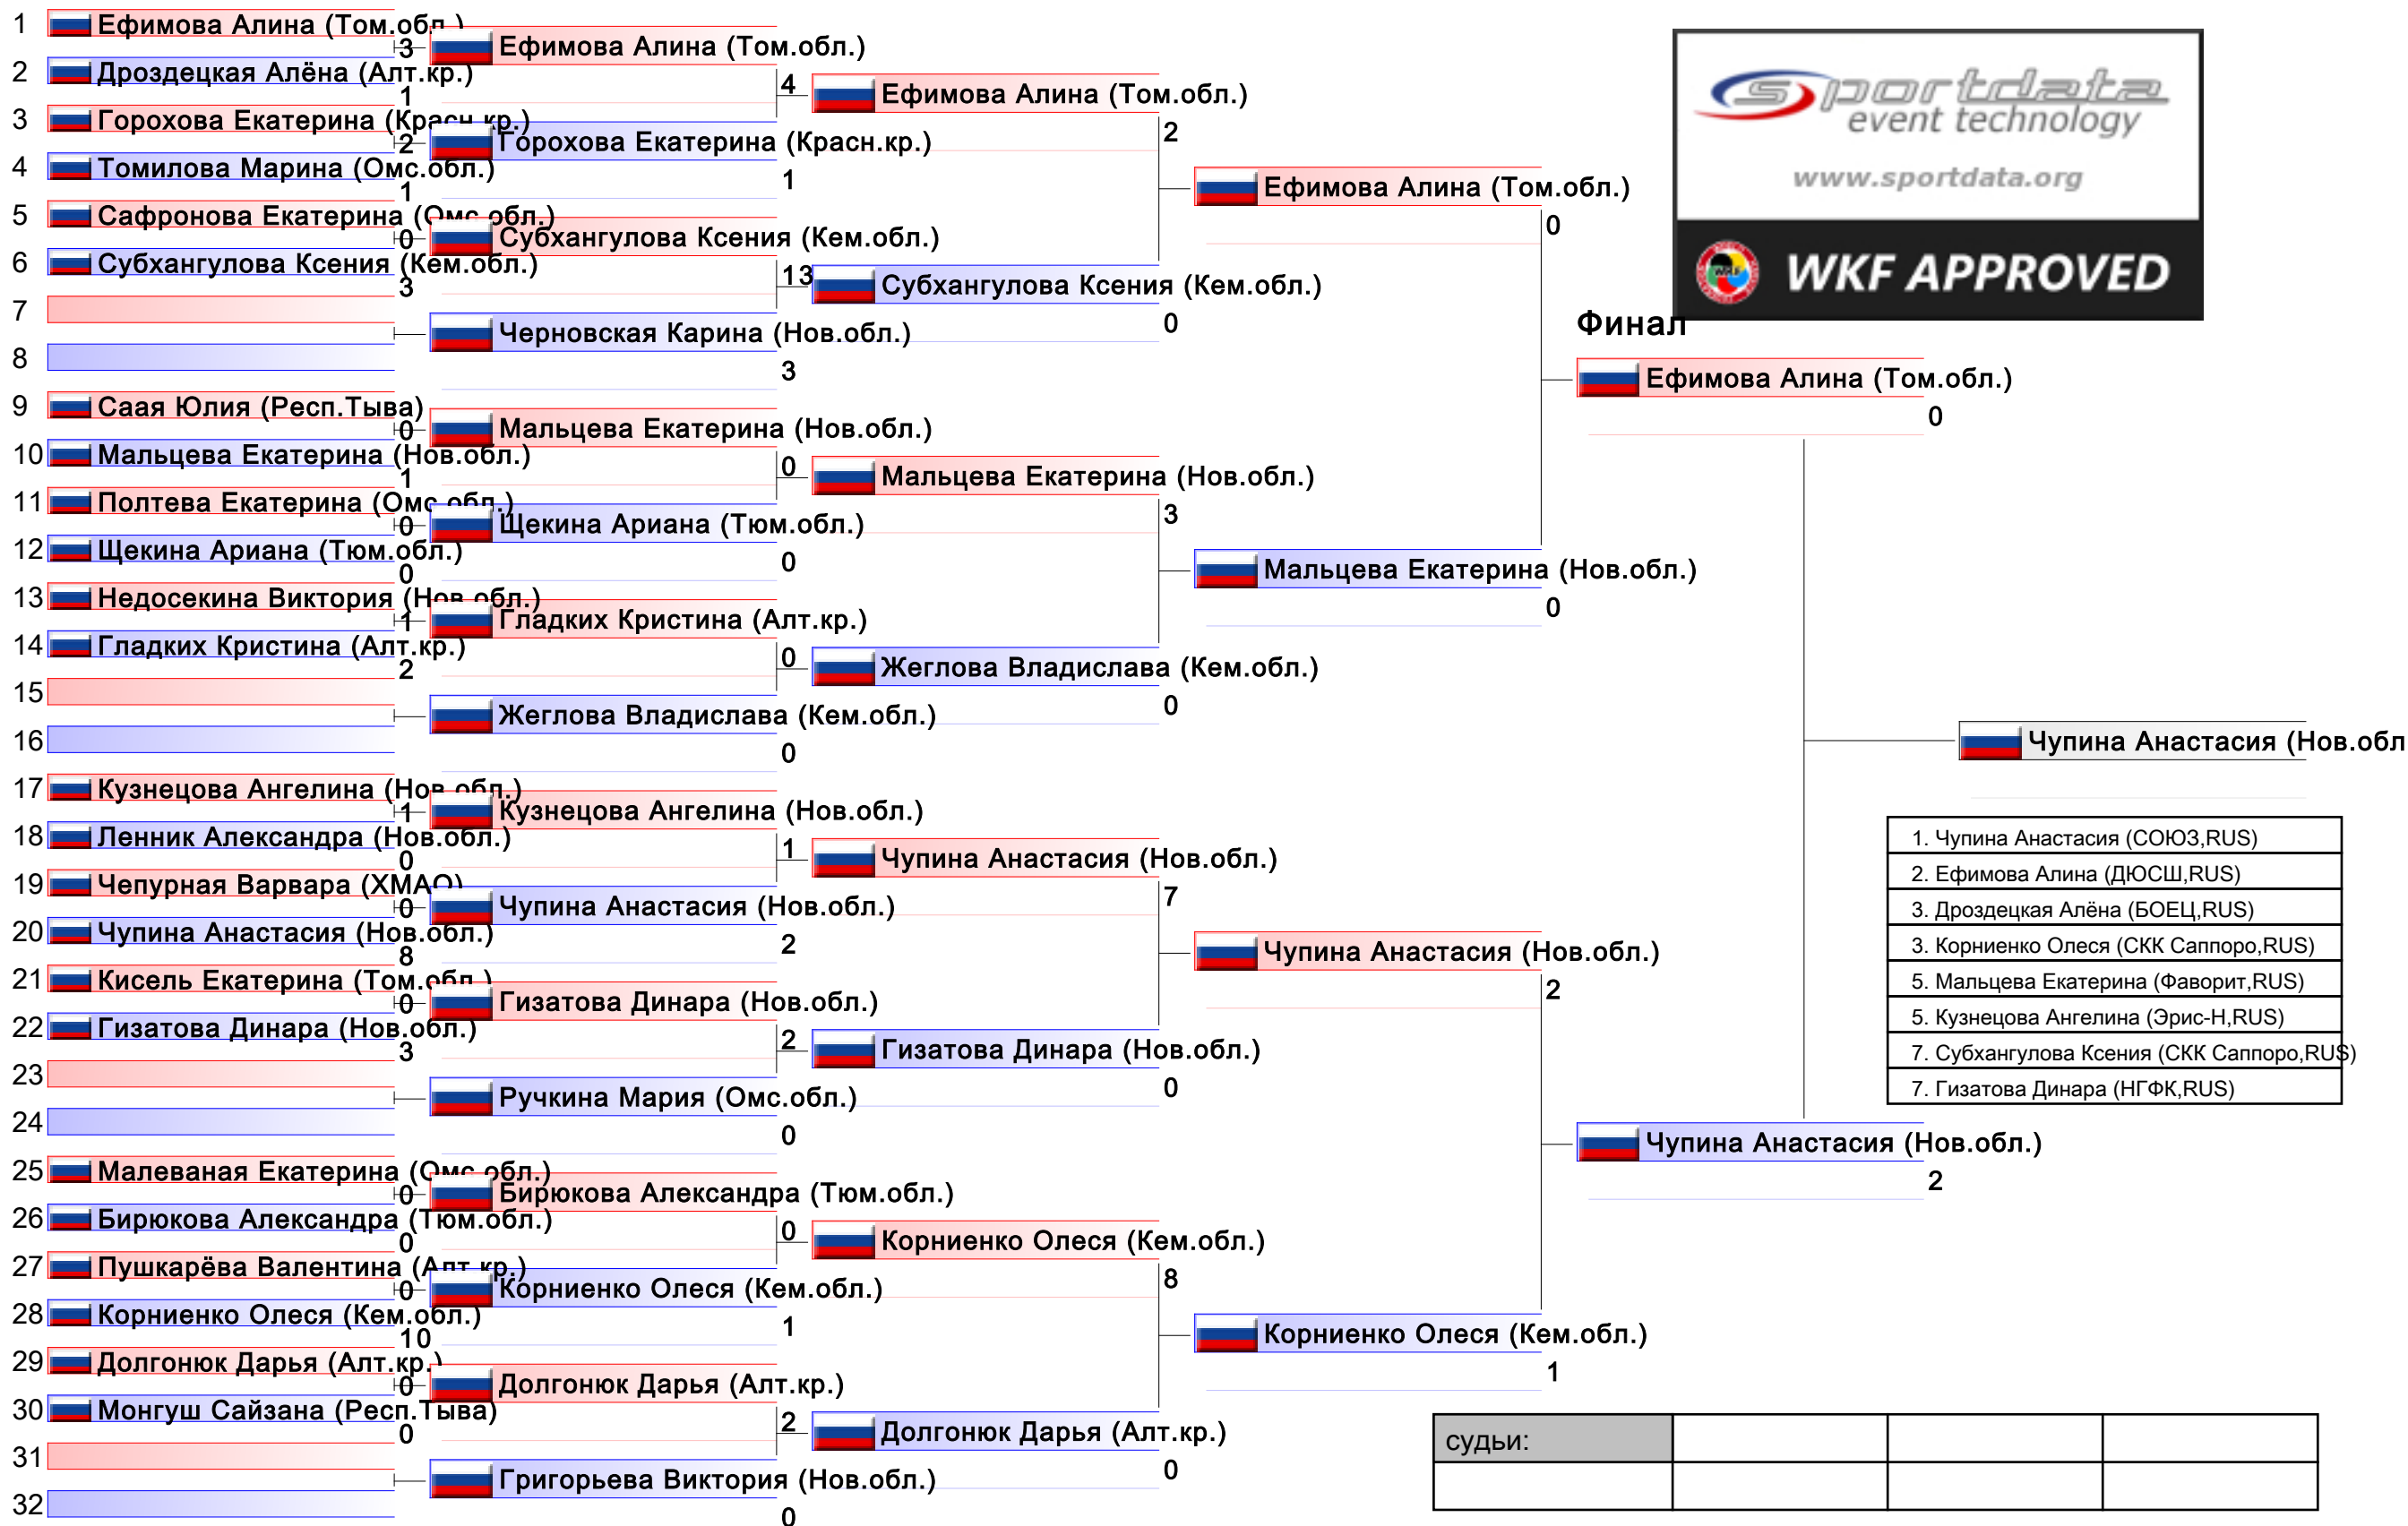 1 Ефимова Алина (Том.обл.)
3
2 Дроздецкая Алёна (Алт.кр.)
1
3 Горохова Екатерина (Красн.кр.)
2
4 Томилова Марина (Омс.обл.)
1
5 Сафронова Екатерина (Омс.обл.)
0
6 Субхангулова Ксения (Кем.обл.)
3
7
8
9 Саая Юлия (Респ.Тыва)
0
10 Мальцева Екатерина (Нов.обл.)
1
11 Полтева Екатерина (Омс.обл.)
0
12 Щекина Ариана (Тюм.обл.)
0
13 Недосекина Виктория (Нов.обл.)
1
14 Гладких Кристина (Алт.кр.)
2
15
16
17 Кузнецова Ангелина (Нов.обл.)
1
18 Ленник Александра (Нов.обл.)
0
19 Чепурная Варвара (ХМАО)
0
20 Чупина Анастасия (Нов.обл.)
8
21 Кисель Екатерина (Том.обл.)
0
22 Гизатова Динара (Нов.обл.)
3
23
24
25 Малеваная Екатерина (Омс.обл.)
0
26 Бирюкова Александра (Тюм.обл.)
0
27 Пушкарёва Валентина (Алт.кр.)
0
28 Корниенко Олеся (Кем.обл.)
10
29 Долгонюк Дарья (Алт.кр.)
0
30 Монгуш Сайзана (Респ.Тыва)
0
31
32
Ефимова Алина (Том.обл.)
4
Горохова Екатерина (Красн.кр.)
1
Субхангулова Ксения (Кем.обл.)
13
Черновская Карина (Нов.обл.)
3
Мальцева Екатерина (Нов.обл.)
0
Щекина Ариана (Тюм.обл.)
0
Гладких Кристина (Алт.кр.)
0
Жеглова Владислава (Кем.обл.)
0
Кузнецова Ангелина (Нов.обл.)
1
Чупина Анастасия (Нов.обл.)
2
Гизатова Динара (Нов.обл.)
2
Ручкина Мария (Омс.обл.)
0
Бирюкова Александра (Тюм.обл.)
0
Корниенко Олеся (Кем.обл.)
1
Долгонюк Дарья (Алт.кр.)
2
Григорьева Виктория (Нов.обл.)
0
Ефимова Алина (Том.обл.)
2
Субхангулова Ксения (Кем.обл.)
0
Мальцева Екатерина (Нов.обл.)
3
Жеглова Владислава (Кем.обл.)
0
Чупина Анастасия (Нов.обл.)
7
Гизатова Динара (Нов.обл.)
0
Корниенко Олеся (Кем.обл.)
8
Долгонюк Дарья (Алт.кр.)
0
Ефимова Алина (Том.обл.)
0
Мальцева Екатерина (Нов.обл.)
0
Чупина Анастасия (Нов.обл.)
2
Корниенко Олеся (Кем.обл.)
1
sportdata
event technology
www.sportdata.org
WKF
WKF APPROVED
Финал
Ефимова Алина (Том.обл.)
0
Чупина Анастасия (Нов.обл.)
2
Чупина Анастасия (Нов.обл
1. Чупина Анастасия (СОЮЗ,RUS)
2. Ефимова Алина (ДЮСШ,RUS)
3. Дроздецкая Алёна (БОЕЦ,RUS)
3. Корниенко Олеся (СКК Саппоро,RUS)
5. Мальцева Екатерина (Фаворит,RUS)
5. Кузнецова Ангелина (Эрис-Н,RUS)
7. Субхангулова Ксения (СКК Саппоро,RUS)
7. Гизатова Динара (НГФК,RUS)
судьи: